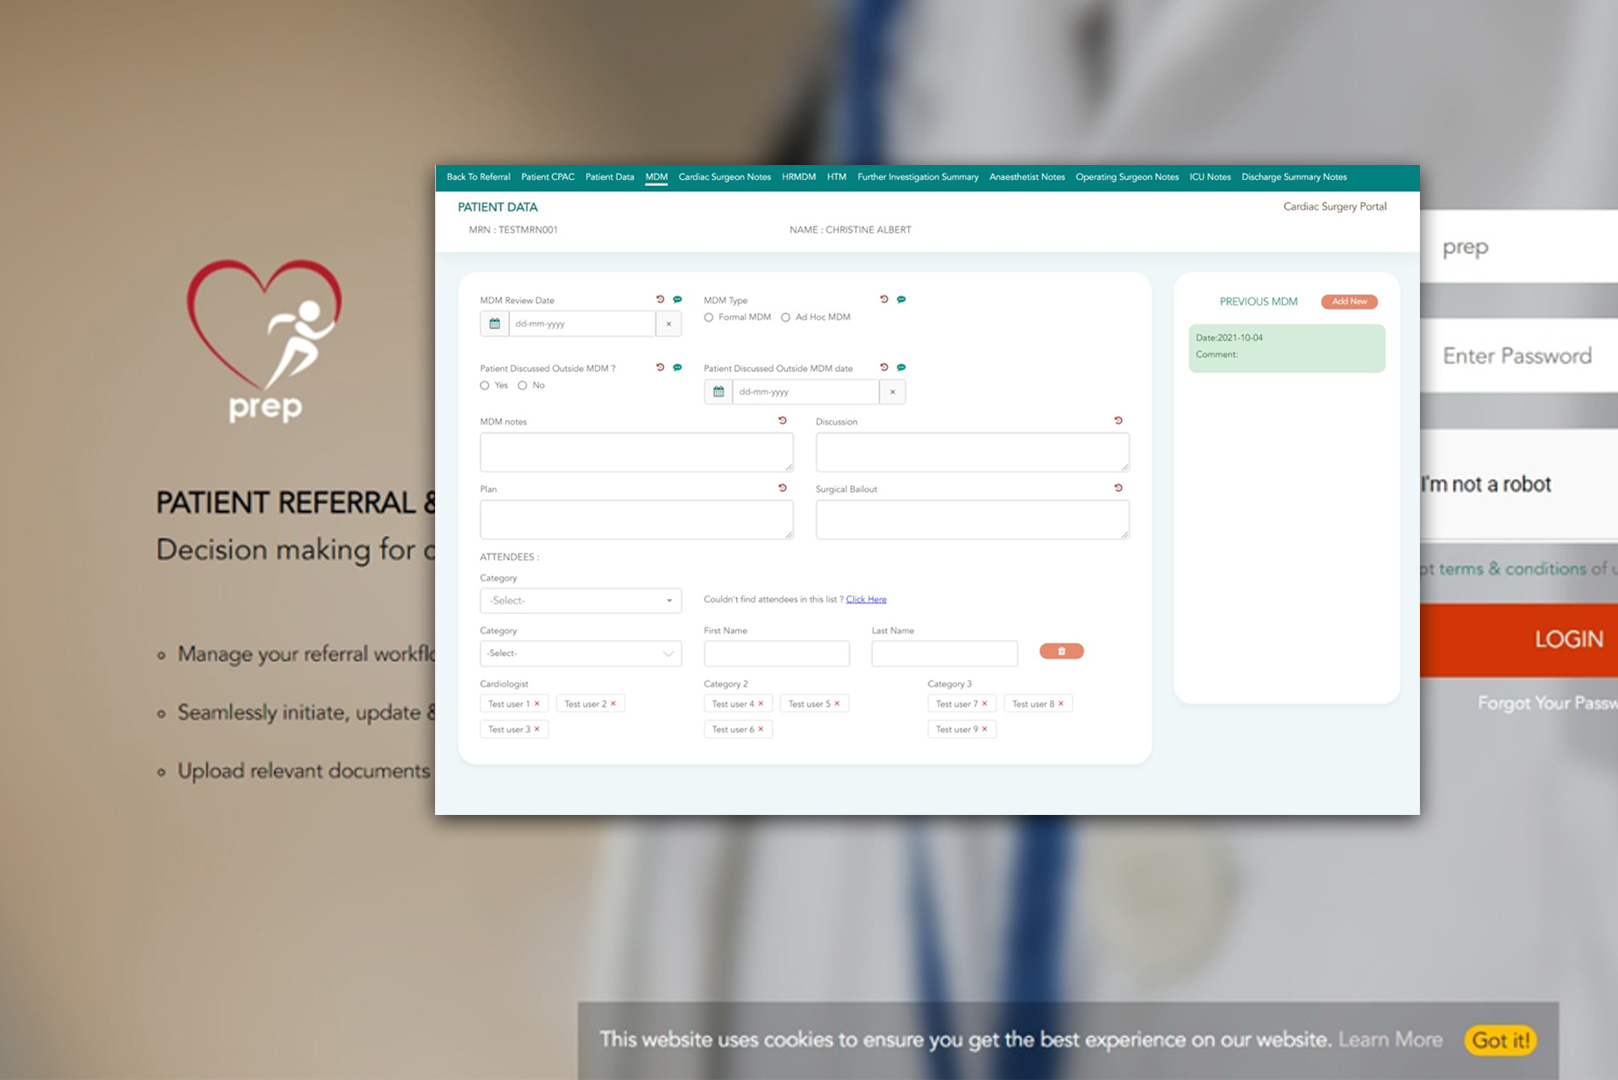 Back To Referral Patient CPAC Patient Data MDM Cardiac Surgeon Notes HRMDM HTM Further Investigation Summary Anaesthetist Notes Operating Surgeon Notes ICU Notes Discharge Summary Notes
PATIENT DATA
Cardiac Surgery Portal
MRN : TESTMRN001
NAME : CHRISTINE ALBERT
MDM Review Date
MDM Type
dd-mm-yyyy
×
Formal MDM Ad Hoc MDM
Patient Discussed Outside MDM ?
Patient Discussed Outside MDM date
Yes No
dd-mm-yyyy
×
MDM notes
Discussion
Plan
Surgical Bailout
ATTENDEES :
Category
-Select-
Couldn't find attendees in this list ? Click Here
Category
First Name
Last Name
-Select-
Cardiologist
Category 2
Category 3
Test user 1 × Test user 2 ×
Test user 4 × Test user 5 ×
Test user 7 × Test user 8 ×
Test user 3 ×
Test user 6 ×
Test user 9 ×
PREVIOUS MDM
Add New
Date:2021-10-04
Comment:
prep
PATIENT REFERRAL &
Decision making for
Manage your referral
Seamlessly initiate, update &
Upload relevant documents
prep
Enter Password
I'm not a robot
terms & conditions of
LOGIN
Forgot Your
This website uses cookies to ensure you get the best experience on our website. Learn More
Got it!